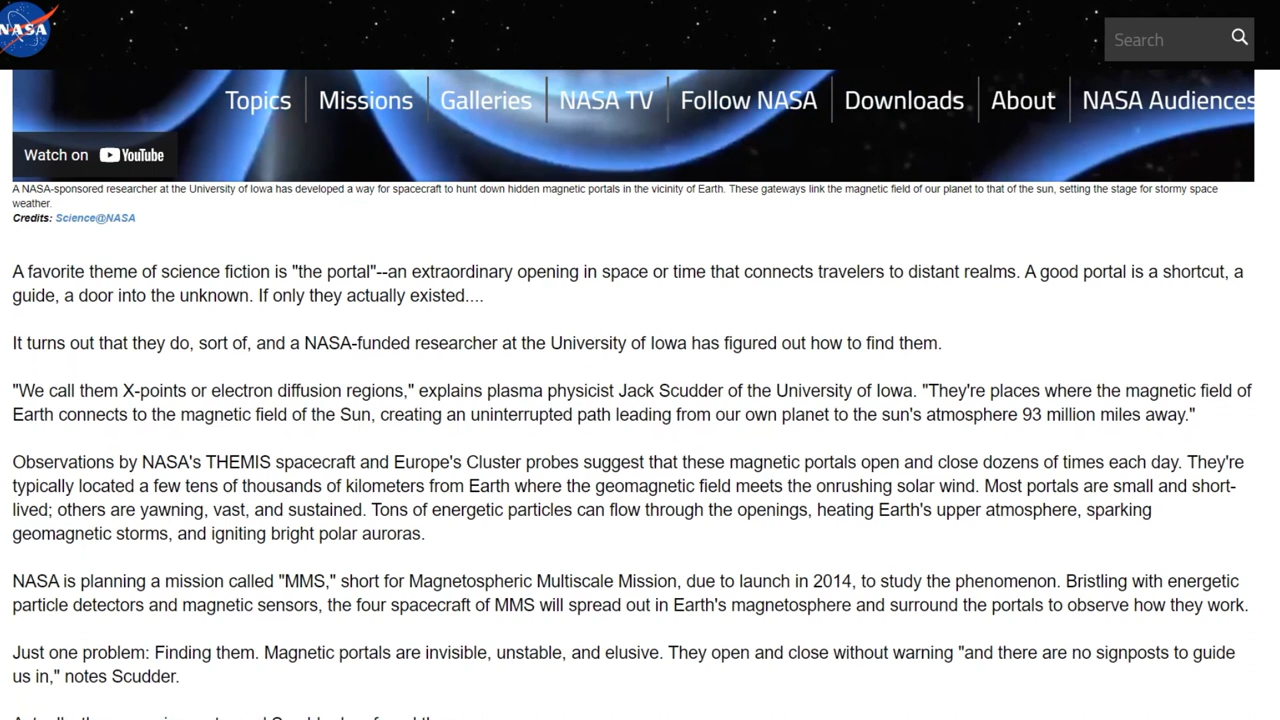 NASA
Search
Topics
Missions
Galleries
NASA TV
Follow NASA
Downloads
About
NASA Audiences
Watch on YouTube
A NASA-sponsored researcher at the University of Iowa has developed a way for spacecraft to hunt down hidden magnetic portals in the vicinity of Earth. These gateways link the magnetic field of our planet to that of the sun, setting the stage for stormy space
weather.
Credits: Science@NASA
A favorite theme of science fiction is "the portal"--an extraordinary opening in space or time that connects travelers to distant realms. A good portal is a shortcut, a
guide, a door into the unknown. If only they actually existed....
It turns out that they do, sort of, and a NASA-funded researcher at the University of Iowa has figured out how to find them.
"We call them X-points or electron diffusion regions," explains plasma physicist Jack Scudder of the University of Iowa. "They're places where the magnetic field of
Earth connects to the magnetic field of the Sun, creating an uninterrupted path leading from our own planet to the sun's atmosphere 93 million miles away."
Observations by NASA's THEMIS spacecraft and Europe's Cluster probes suggest that these magnetic portals open and close dozens of times each day. They're
typically located a few tens of thousands of kilometers from Earth where the geomagnetic field meets the onrushing solar wind. Most portals are small and short-
lived; others are yawning, vast, and sustained. Tons of energetic particles can flow through the openings, heating Earth's upper atmosphere, sparking
geomagnetic storms, and igniting bright polar auroras.
NASA is planning a mission called "MMS," short for Magnetospheric Multiscale Mission, due to launch in 2014, to study the phenomenon. Bristling with energetic
particle detectors and magnetic sensors, the four spacecraft of MMS will spread out in Earth's magnetosphere and surround the portals to observe how they work.
Just one problem: Finding them. Magnetic portals are invisible, unstable, and elusive. They open and close without warning "and there are no signposts to guide
us in," notes Scudder.